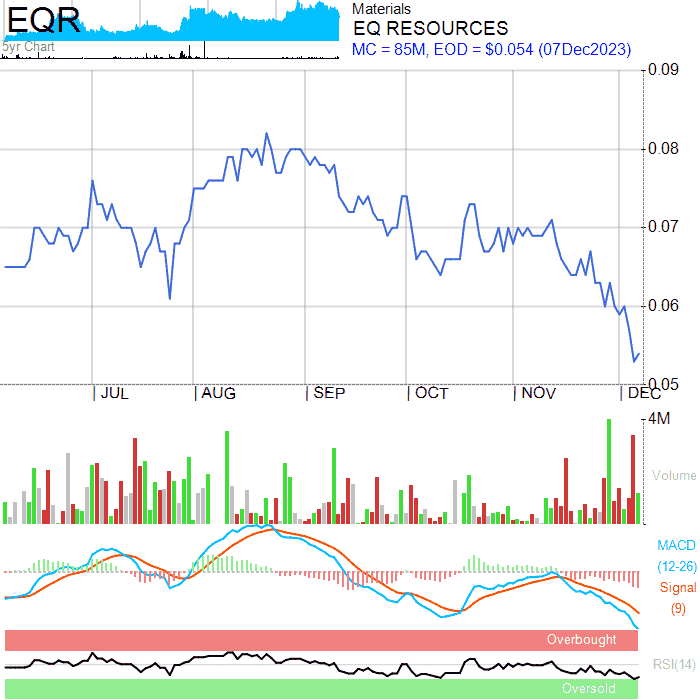 EQR
5yr Chart
Materials
EQ RESOURCES
MC = 85M, EOD = $0.054 (07Dec2023)
0.09
0.08
0.07
0.06
0.05
JUL AUG SEP OCT NOV DEC
4M
Volume
MACD
(12-26)
Signal
(9)
Overbought
RSI(14)
Oversold